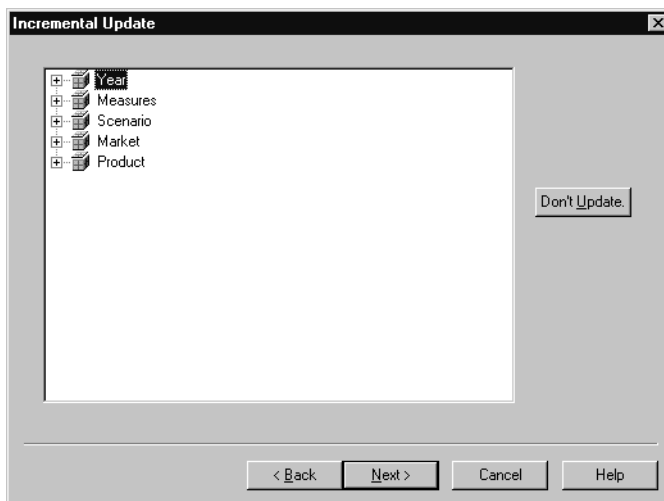 Incremental Update
Year
Measures
Scenario
Market
Product
Don't Update.
< Back
Next >
Cancel
Help